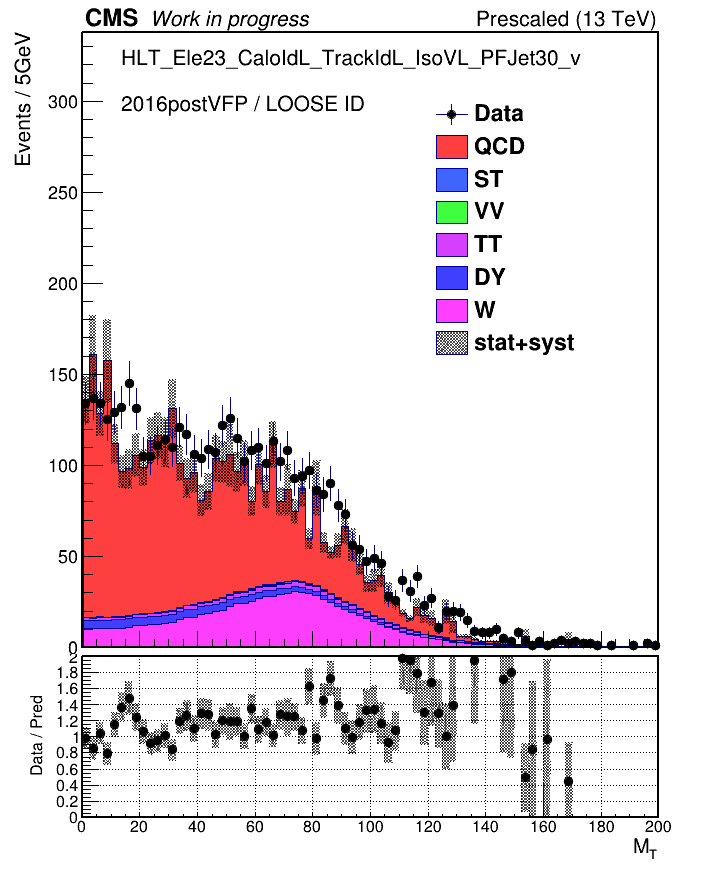 CMS Work in progress Prescaled (13 TeV)
Events / 5GeV
HLT_Ele23_CaloIdL_TrackIdL_IsoVL_PFJet30_v
2016postVFP / LOOSE ID
Data
QCD
ST
VV
TT
DY
W
stat+syst
300
250
200
150
100
50
0
Data / Pred
2
1.8
1.6
1.4
1.2
1
0.8
0.6
0.4
0.2
0
0 20 40 60 80 100 120 140 160 180 200
M_T